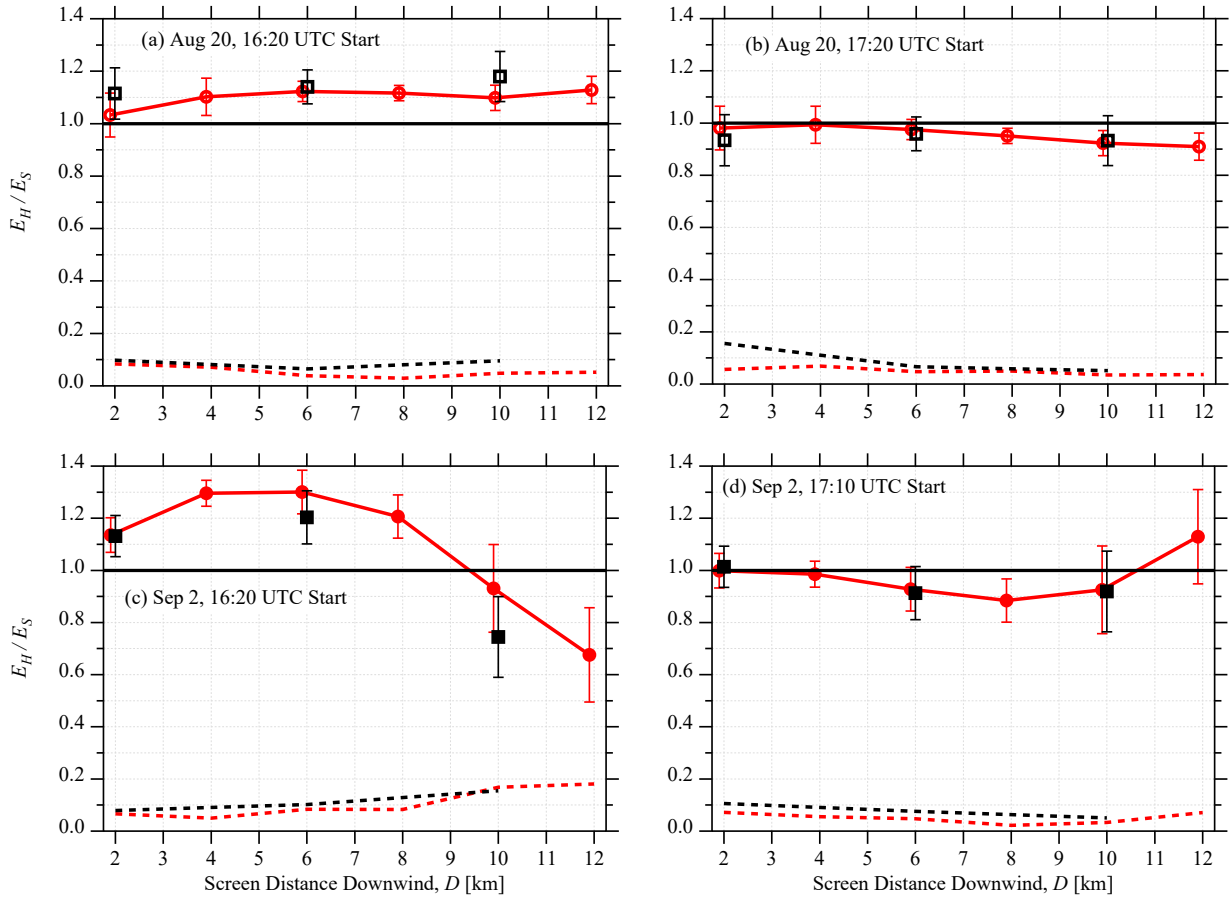 1.4
1.2
1.0
0.8
0.6
0.4
0.2
0.0
E_H / E_S
(a) Aug 20, 16:20 UTC Start
2 3 4 5 6 7 8 9 10 11 12
1.4
1.2
1.0
0.8
0.6
0.4
0.2
0.0
(b) Aug 20, 17:20 UTC Start
2 3 4 5 6 7 8 9 10 11 12
1.4
1.2
1.0
0.8
0.6
0.4
0.2
0.0
E_H / E_S
(c) Sep 2, 16:20 UTC Start
2 3 4 5 6 7 8 9 10 11 12
Screen Distance Downwind, D [km]
1.4
1.2
1.0
0.8
0.6
0.4
0.2
0.0
(d) Sep 2, 17:10 UTC Start
2 3 4 5 6 7 8 9 10 11 12
Screen Distance Downwind, D [km]